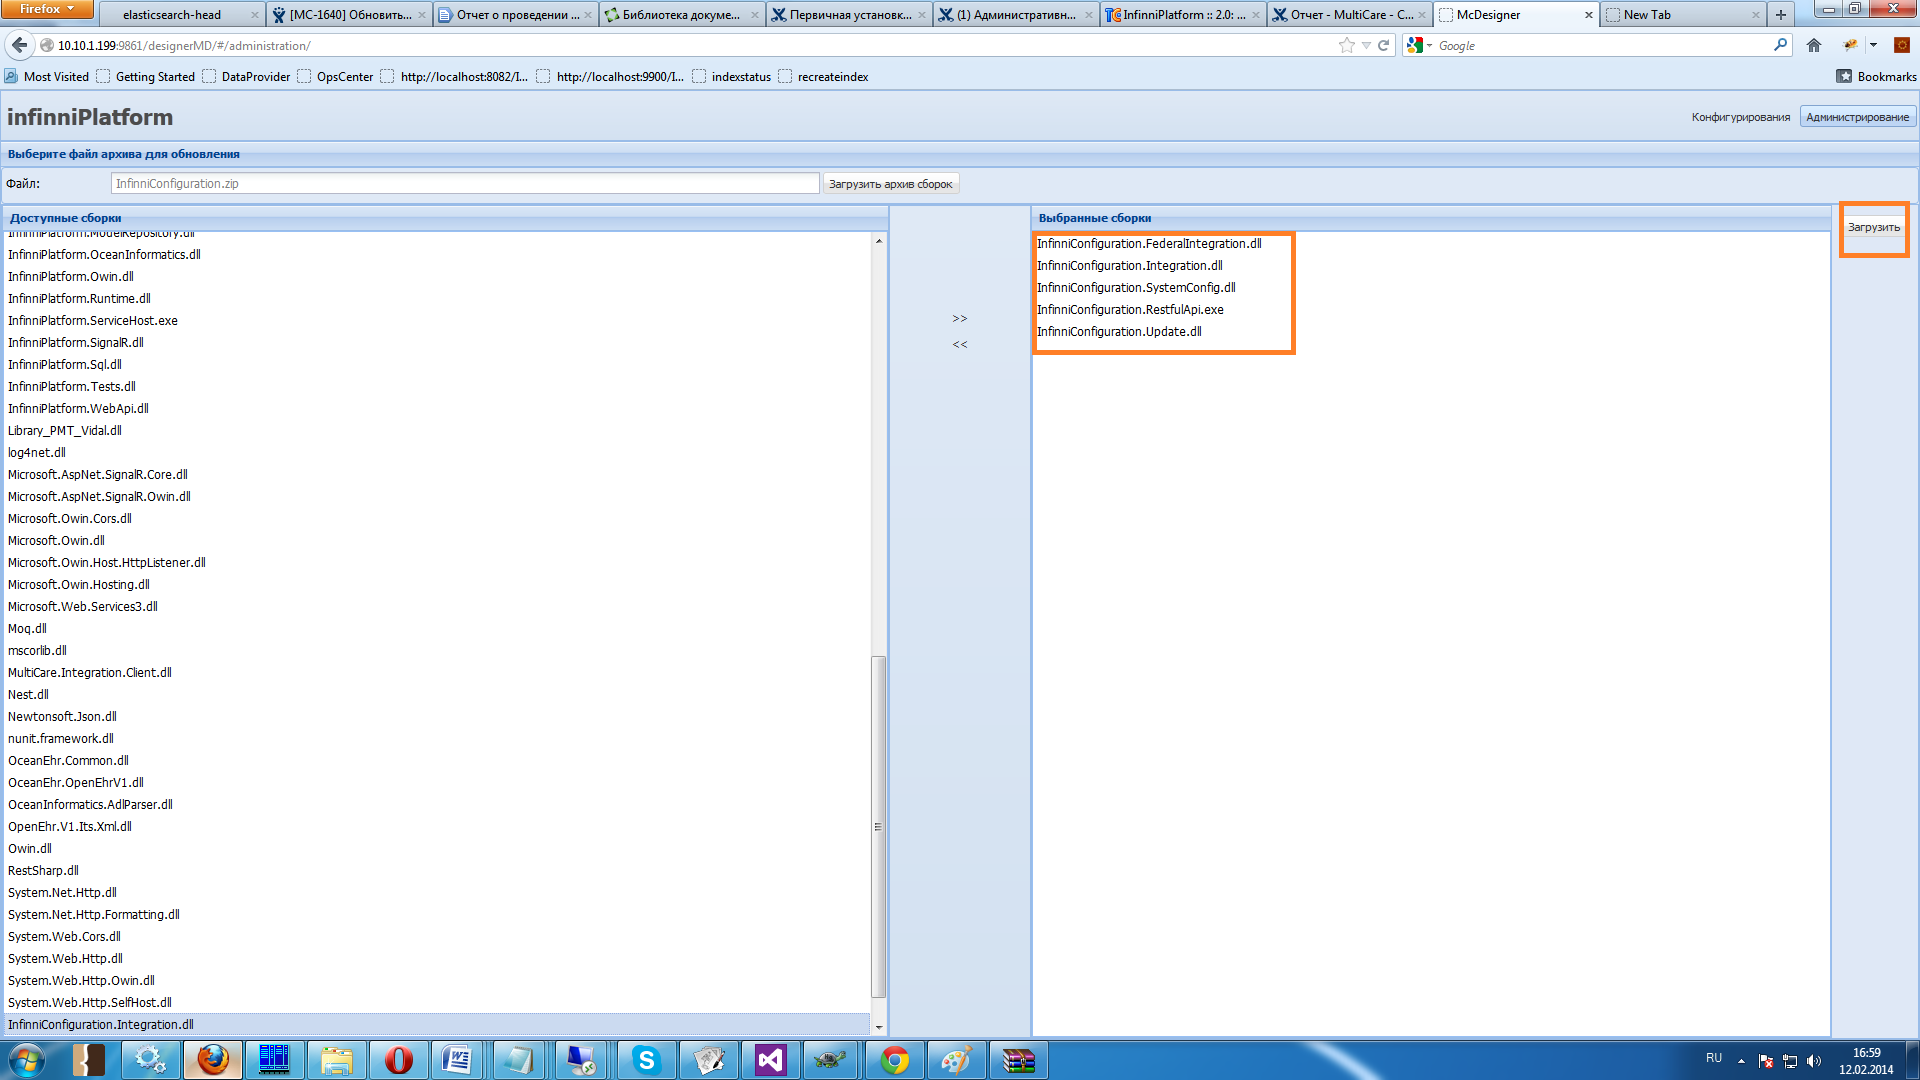 Firefox
elasticsearch-head
[MC-1640] Обновить...
Отчет о проведении ...
Библиотека докуме...
Первичная установк...
(1) Административн...
InfinniPlatform :: 2.0: ...
Отчет - MultiCare - C...
McDesigner
New Tab
10.10.1.199:9861/designerMD/#/administration/
Google
Most Visited
Getting Started
DataProvider
OpsCenter
http://localhost:8082/I...
http://localhost:9900/I...
indexstatus
recreateindex
Bookmarks
infinniPlatform
Конфигурирования
Администрирование
Выберите файл архива для обновления
Файл:
InfinniConfiguration.zip
Загрузить архив сборок
Доступные сборки
InfinniPlatform.ModelRepository.dll
InfinniPlatform.OceanInformatics.dll
InfinniPlatform.Owin.dll
InfinniPlatform.Runtime.dll
InfinniPlatform.ServiceHost.exe
InfinniPlatform.SignalR.dll
InfinniPlatform.Sql.dll
InfinniPlatform.Tests.dll
InfinniPlatform.WebApi.dll
Library_PMT_Vidal.dll
log4net.dll
Microsoft.AspNet.SignalR.Core.dll
Microsoft.AspNet.SignalR.Owin.dll
Microsoft.Owin.Cors.dll
Microsoft.Owin.dll
Microsoft.Owin.Host.HttpListener.dll
Microsoft.Owin.Hosting.dll
Microsoft.Web.Services3.dll
Moq.dll
mscorlib.dll
MultiCare.Integration.Client.dll
Nest.dll
Newtonsoft.Json.dll
nunit.framework.dll
OceanEhr.Common.dll
OceanEhr.OpenEhrV1.dll
OceanInformatics.AdlParser.dll
OpenEhr.V1.Its.Xml.dll
Owin.dll
RestSharp.dll
System.Net.Http.dll
System.Net.Http.Formatting.dll
System.Web.Cors.dll
System.Web.Http.dll
System.Web.Http.Owin.dll
System.Web.Http.SelfHost.dll
InfinniConfiguration.Integration.dll
>>
<<
Выбранные сборки
InfinniConfiguration.FederalIntegration.dll
InfinniConfiguration.Integration.dll
InfinniConfiguration.SystemConfig.dll
InfinniConfiguration.RestfulApi.exe
InfinniConfiguration.Update.dll
Загрузить
RU
16:59
12.02.2014